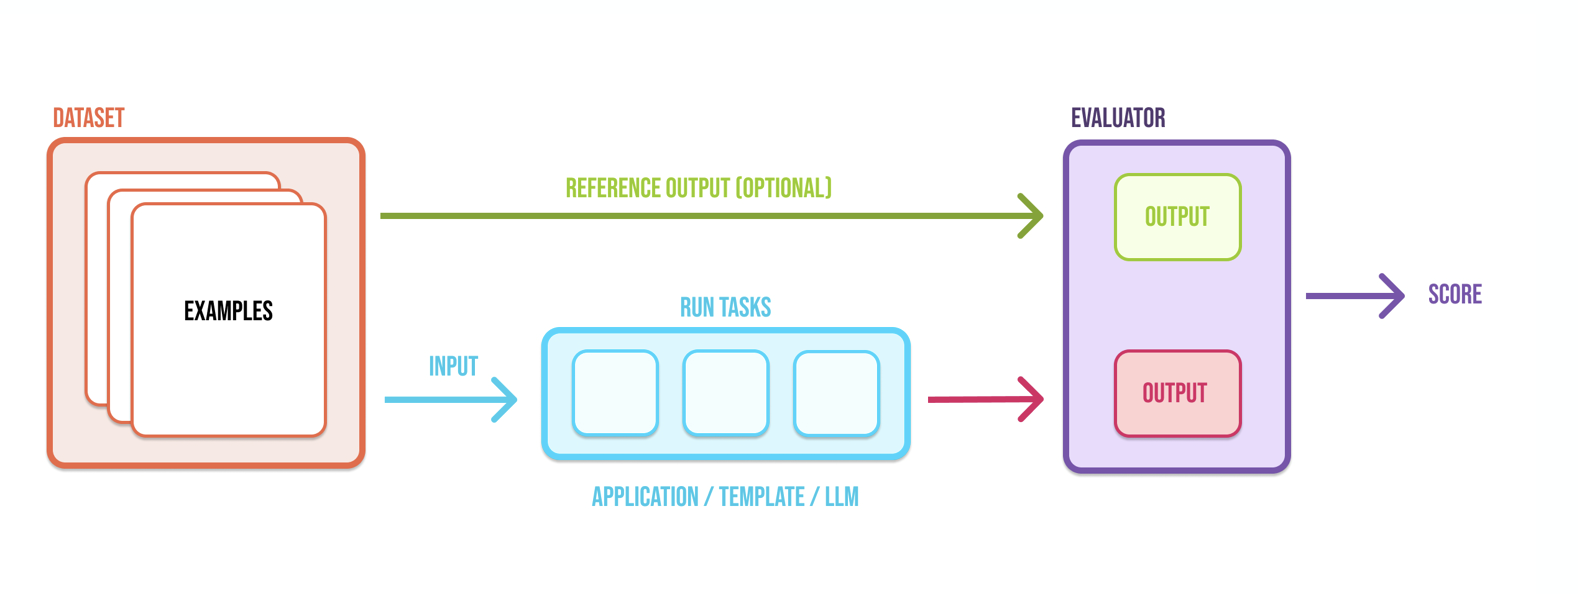 DATASET
EVALUATOR
REFERENCE OUTPUT (OPTIONAL)
OUTPUT
EXAMPLES
RUN TASKS
SCORE
INPUT
OUTPUT
APPLICATION / TEMPLATE / LLM